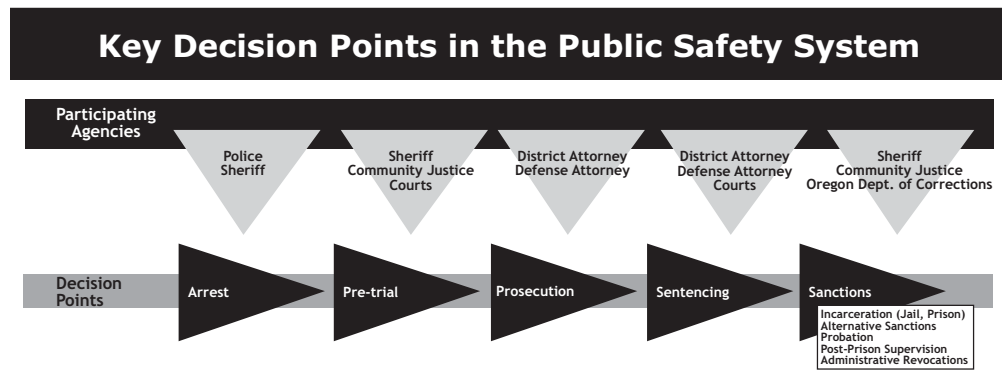 Key Decision Points in the Public Safety System
Participating
Agencies
Police
Sheriff
Sheriff
Community Justice
Courts
District Attorney
Defense Attorney
District Attorney
Defense Attorney
Courts
Sheriff
Community Justice
Oregon Dept. of Corrections
Decision
Points
Arrest
Pre-trial
Prosecution
Sentencing
Sanctions
Incarceration (Jail, Prison)
Alternative Sanctions
Probation
Post-Prison Supervision
Administrative Revocations